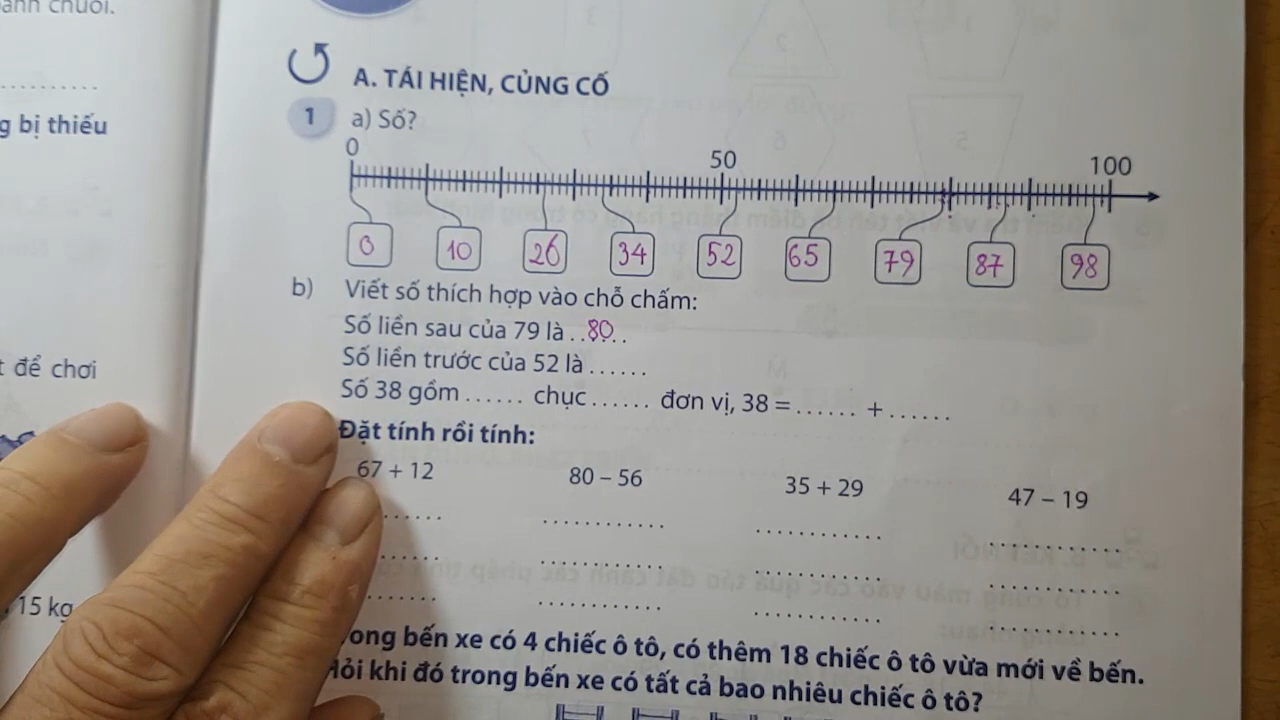 anh chuối.
g bị thiếu
t để chơi
15 kg
A. TÁI HIỆN, CỦNG CỐ
1 a) Số?
0 50 100
0 10 26 34 52 65 79 87 98
b) Viết số thích hợp vào chỗ chấm:
Số liền sau của 79 là ..80..
Số liền trước của 52 là ......
Số 38 gồm ...... chục ...... đơn vị, 38 = ...... + ......
Đặt tính rồi tính:
67 + 12 80 – 56 35 + 29 47 – 19
ong bến xe có 4 chiếc ô tô, có thêm 18 chiếc ô tô vừa mới về bến.
Hỏi khi đó trong bến xe có tất cả bao nhiêu chiếc ô tô?